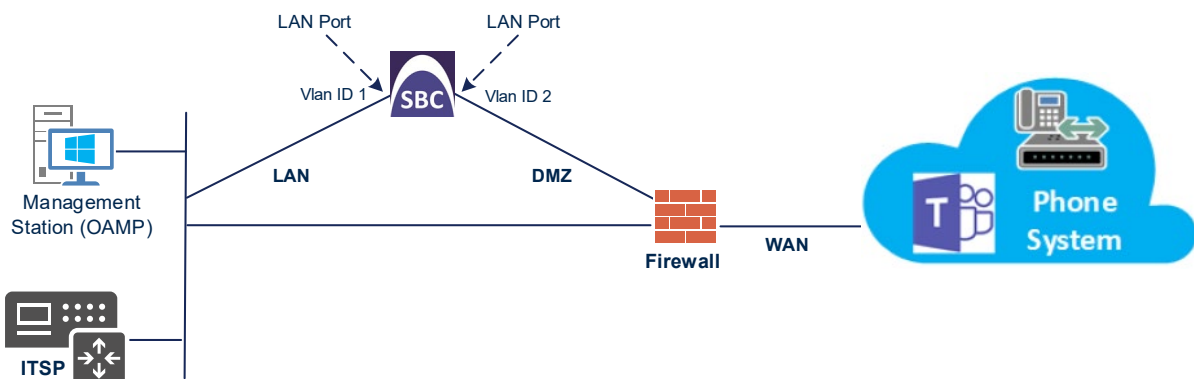 LAN Port
LAN Port
Vlan ID 1
SBC
Vlan ID 2
Management
Station (OAMP)
LAN
DMZ
T
Phone
System
Firewall
WAN
ITSP